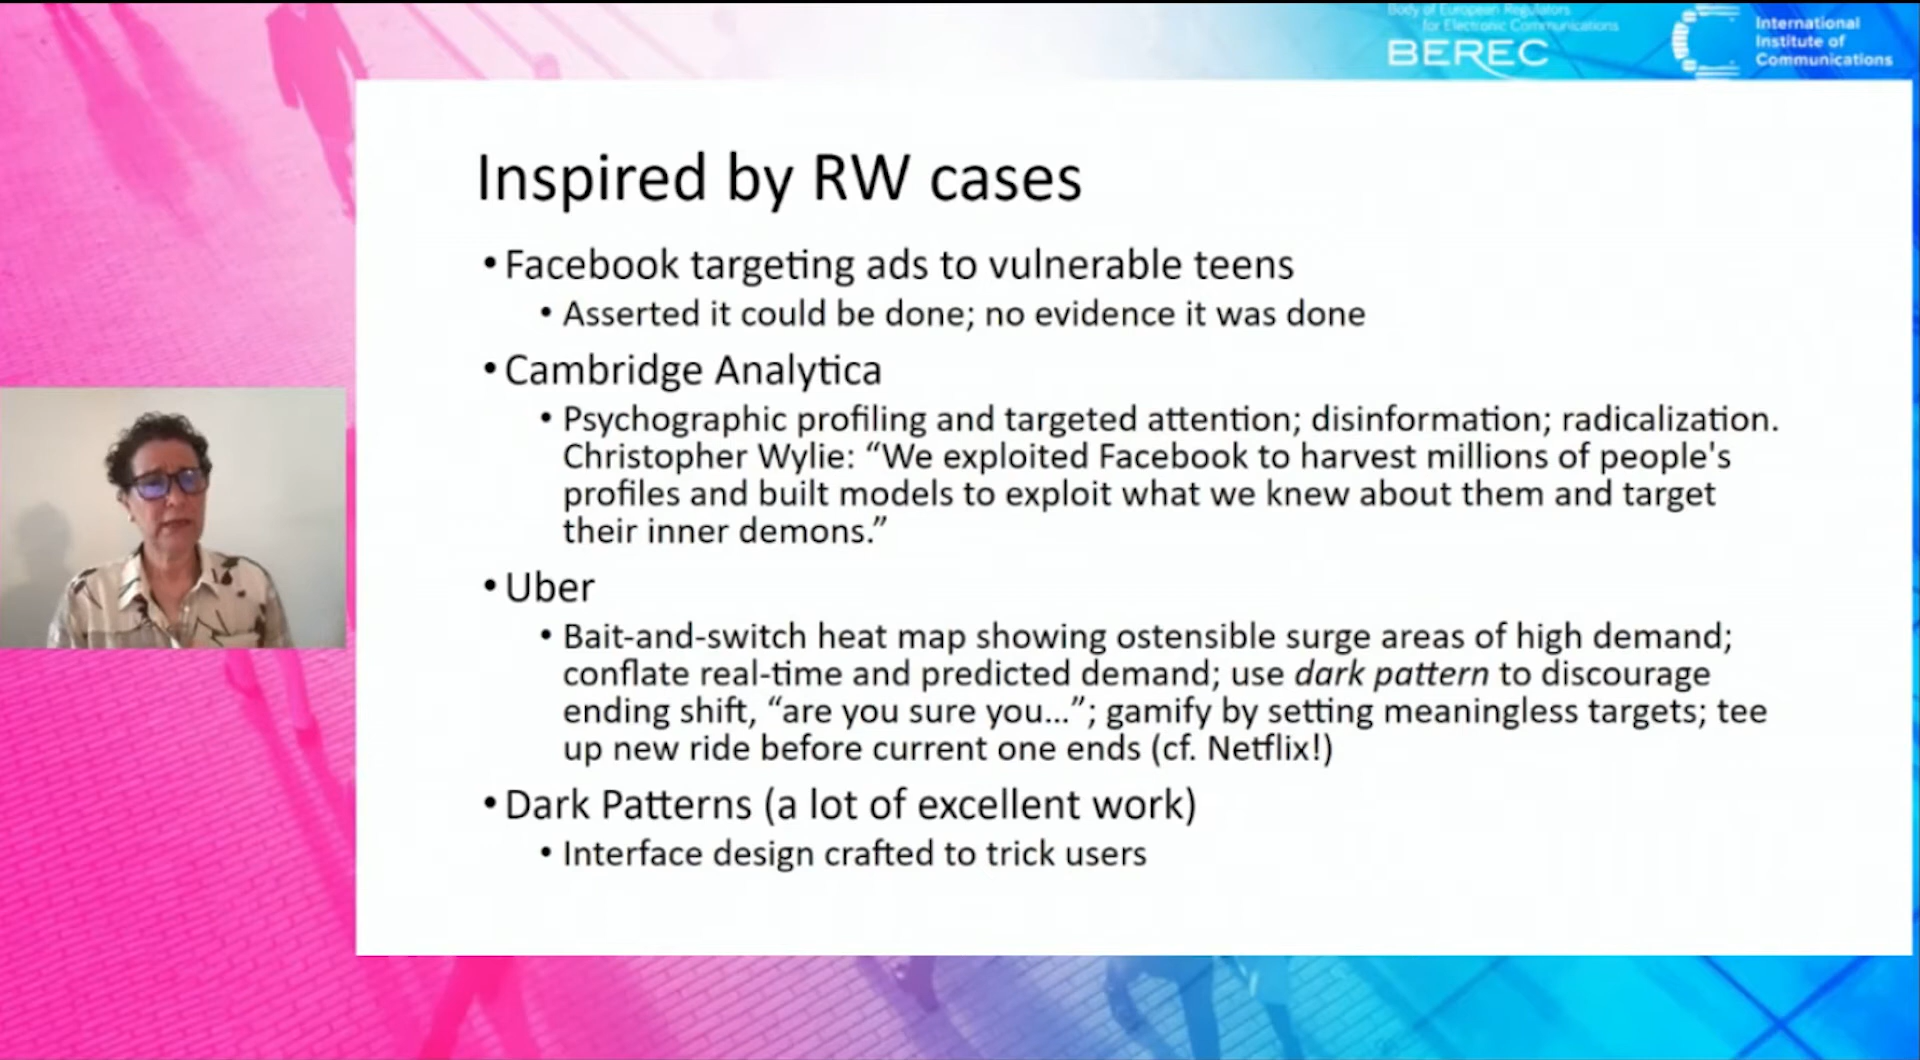 Body of European Regulators
for Electronic Communications
BEREC
International
Institute of
Communications
Inspired by RW cases
• Facebook targeting ads to vulnerable teens
• Asserted it could be done; no evidence it was done
• Cambridge Analytica
• Psychographic profiling and targeted attention; disinformation; radicalization.
Christopher Wylie: “We exploited Facebook to harvest millions of people's
profiles and built models to exploit what we knew about them and target
their inner demons.”
• Uber
• Bait-and-switch heat map showing ostensible surge areas of high demand;
conflate real-time and predicted demand; use dark pattern to discourage
ending shift, “are you sure you…”; gamify by setting meaningless targets; tee
up new ride before current one ends (cf. Netflix!)
• Dark Patterns (a lot of excellent work)
• Interface design crafted to trick users